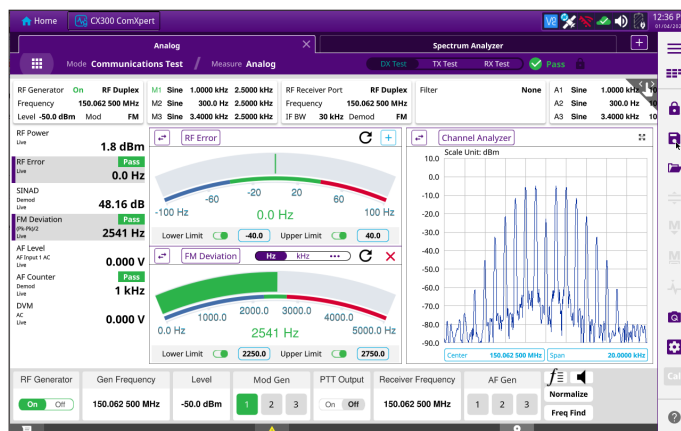 Home
CX300 ComXpert
12:36 P
01/04/202
Analog
Spectrum Analyzer
Mode Communications Test / Measure Analog
DX Test TX Test RX Test Pass
RF Generator On RF Duplex
Frequency 150.062 500 MHz
Level -50.0 dBm Mod FM
M1 Sine 1.0000 kHz 2.5000 kHz
M2 Sine 300.0 Hz 2.5000 kHz
M3 Sine 3.4000 kHz 2.5000 kHz
RF Receiver Port RF Duplex
Frequency 150.062 500 MHz
IF BW 30 kHz Demod FM
Filter None
A1 Sine 1.0000 kHz 10
A2 Sine 300.0 Hz 10
A3 Sine 3.4000 kHz 10
RF Power
Live
1.8 dBm
RF Error Pass
Live
0.0 Hz
SINAD
Demod
Live
48.16 dB
FM Deviation Pass
(Pk-Pk)/2
Live
2541 Hz
AF Level
AF Input 1 AC
Live
0.000 V
AF Counter Pass
Demod
Live
1 kHz
DVM
AC
Live
0.000 V
RF Error
-100 Hz -60 -20 20 60 100 Hz
0.0 Hz
Lower Limit -40.0 Upper Limit 40.0
FM Deviation Hz kHz •••
0.0 Hz 1000.0 2000.0 3000.0 4000.0 5000.0 Hz
2541 Hz
Lower Limit 2250.0 Upper Limit 2750.0
Channel Analyzer
Scale Unit: dBm
10.0
0.00
-10.0
-20.0
-30.0
-40.0
-50.0
-60.0
-70.0
-80.0
-90.0
Center 150.062 500 MHz Span 20.0000 kHz
RF Generator
On Off
Gen Frequency
150.062 500 MHz
Level
-50.0 dBm
Mod Gen
1 2 3
PTT Output
On Off
Receiver Frequency
150.062 500 MHz
AF Gen
1 2 3
Normalize
Freq Find
M
M
Cal
?